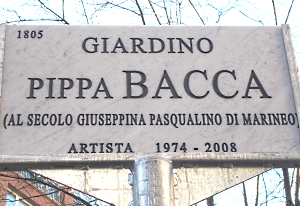 1805
GIARDINO
PIPPA BACCA
(AL SECOLO GIUSEPPINA PASQUALINO DI MARINEO)
ARTISTA 1974 - 2008